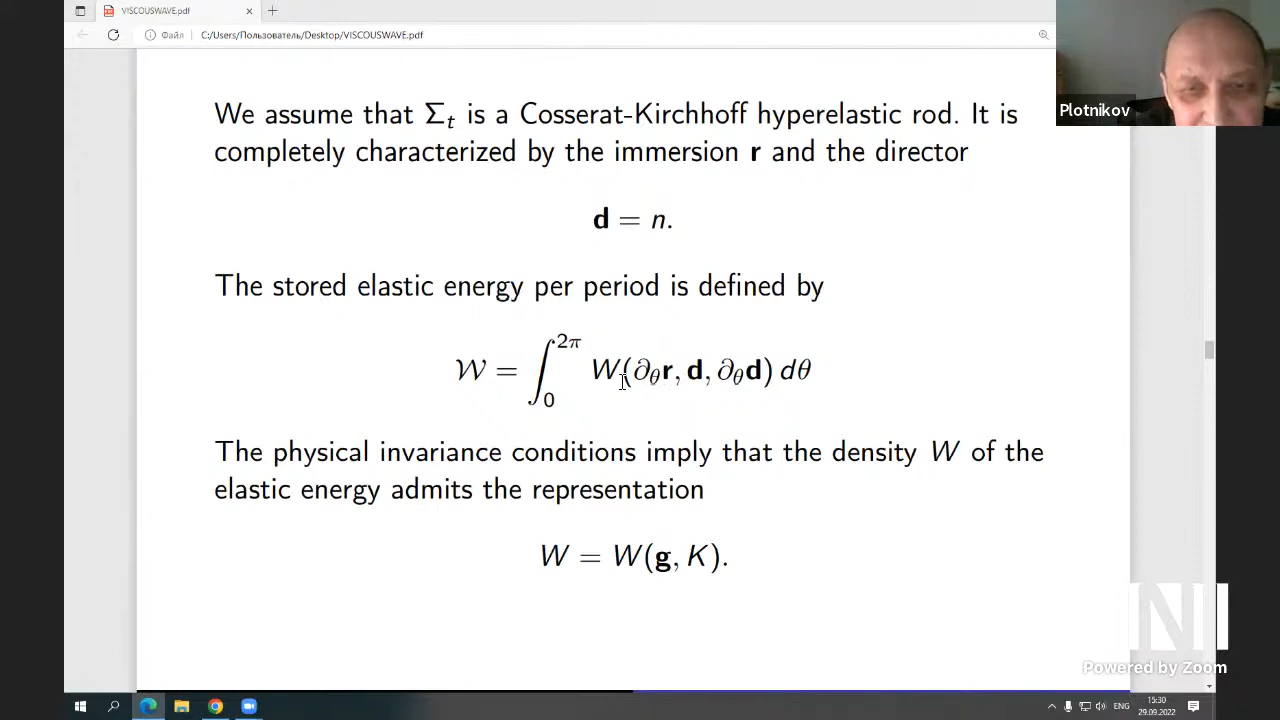 VISCOUSWAVE.pdf
Файл C:/Users/Пользователь/Desktop/VISCOUSWAVE.pdf
Plotnikov
We assume that Σ_t is a Cosserat-Kirchhoff hyperelastic rod. It is
completely characterized by the immersion r and the director
d = n.
The stored elastic energy per period is defined by
𝒲 = ∫_0^{2π} W(∂_θ r, d, ∂_θ d) dθ
The physical invariance conditions imply that the density W of the
elastic energy admits the representation
W = W(g, K).
Powered by Zoom
ENG
15:30
29.09.2022